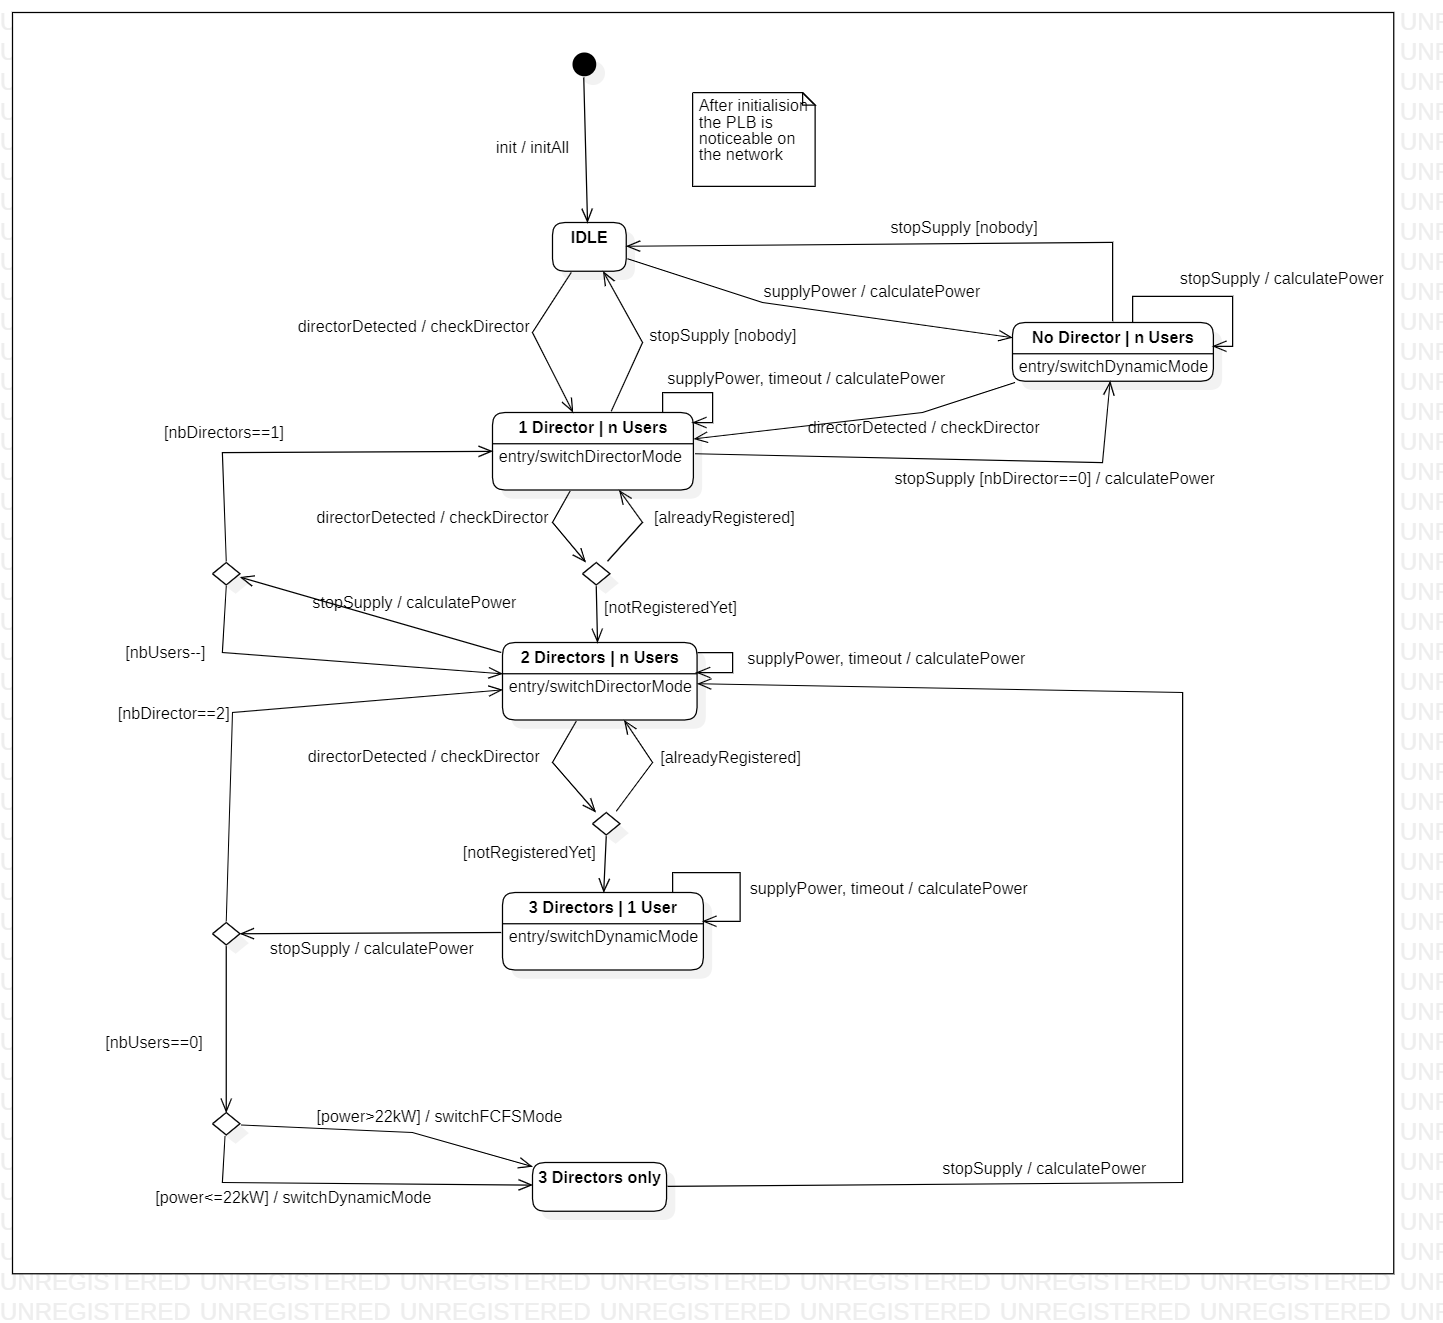 After initialision
the PLB is
noticeable on
the network
init / initAll
IDLE
stopSupply [nobody]
stopSupply / calculatePower
supplyPower / calculatePower
directorDetected / checkDirector
stopSupply [nobody]
No Director | n Users
entry/switchDynamicMode
supplyPower, timeout / calculatePower
1 Director | n Users
entry/switchDirectorMode
directorDetected / checkDirector
[nbDirectors==1]
stopSupply [nbDirector==0] / calculatePower
directorDetected / checkDirector
[alreadyRegistered]
stopSupply / calculatePower
[notRegisteredYet]
[nbUsers--]
2 Directors | n Users
entry/switchDirectorMode
supplyPower, timeout / calculatePower
[nbDirector==2]
directorDetected / checkDirector
[alreadyRegistered]
[notRegisteredYet]
3 Directors | 1 User
entry/switchDynamicMode
supplyPower, timeout / calculatePower
stopSupply / calculatePower
[nbUsers==0]
[power>22kW] / switchFCFSMode
3 Directors only
stopSupply / calculatePower
[power<=22kW] / switchDynamicMode
UNREGISTERED UNREGISTERED UNREGISTERED UNREGISTERED UNREGISTERED UNREGISTERED UNREGISTERED
UNREGISTERED UNREGISTERED UNREGISTERED UNREGISTERED UNREGISTERED UNREGISTERED UNREGISTERED